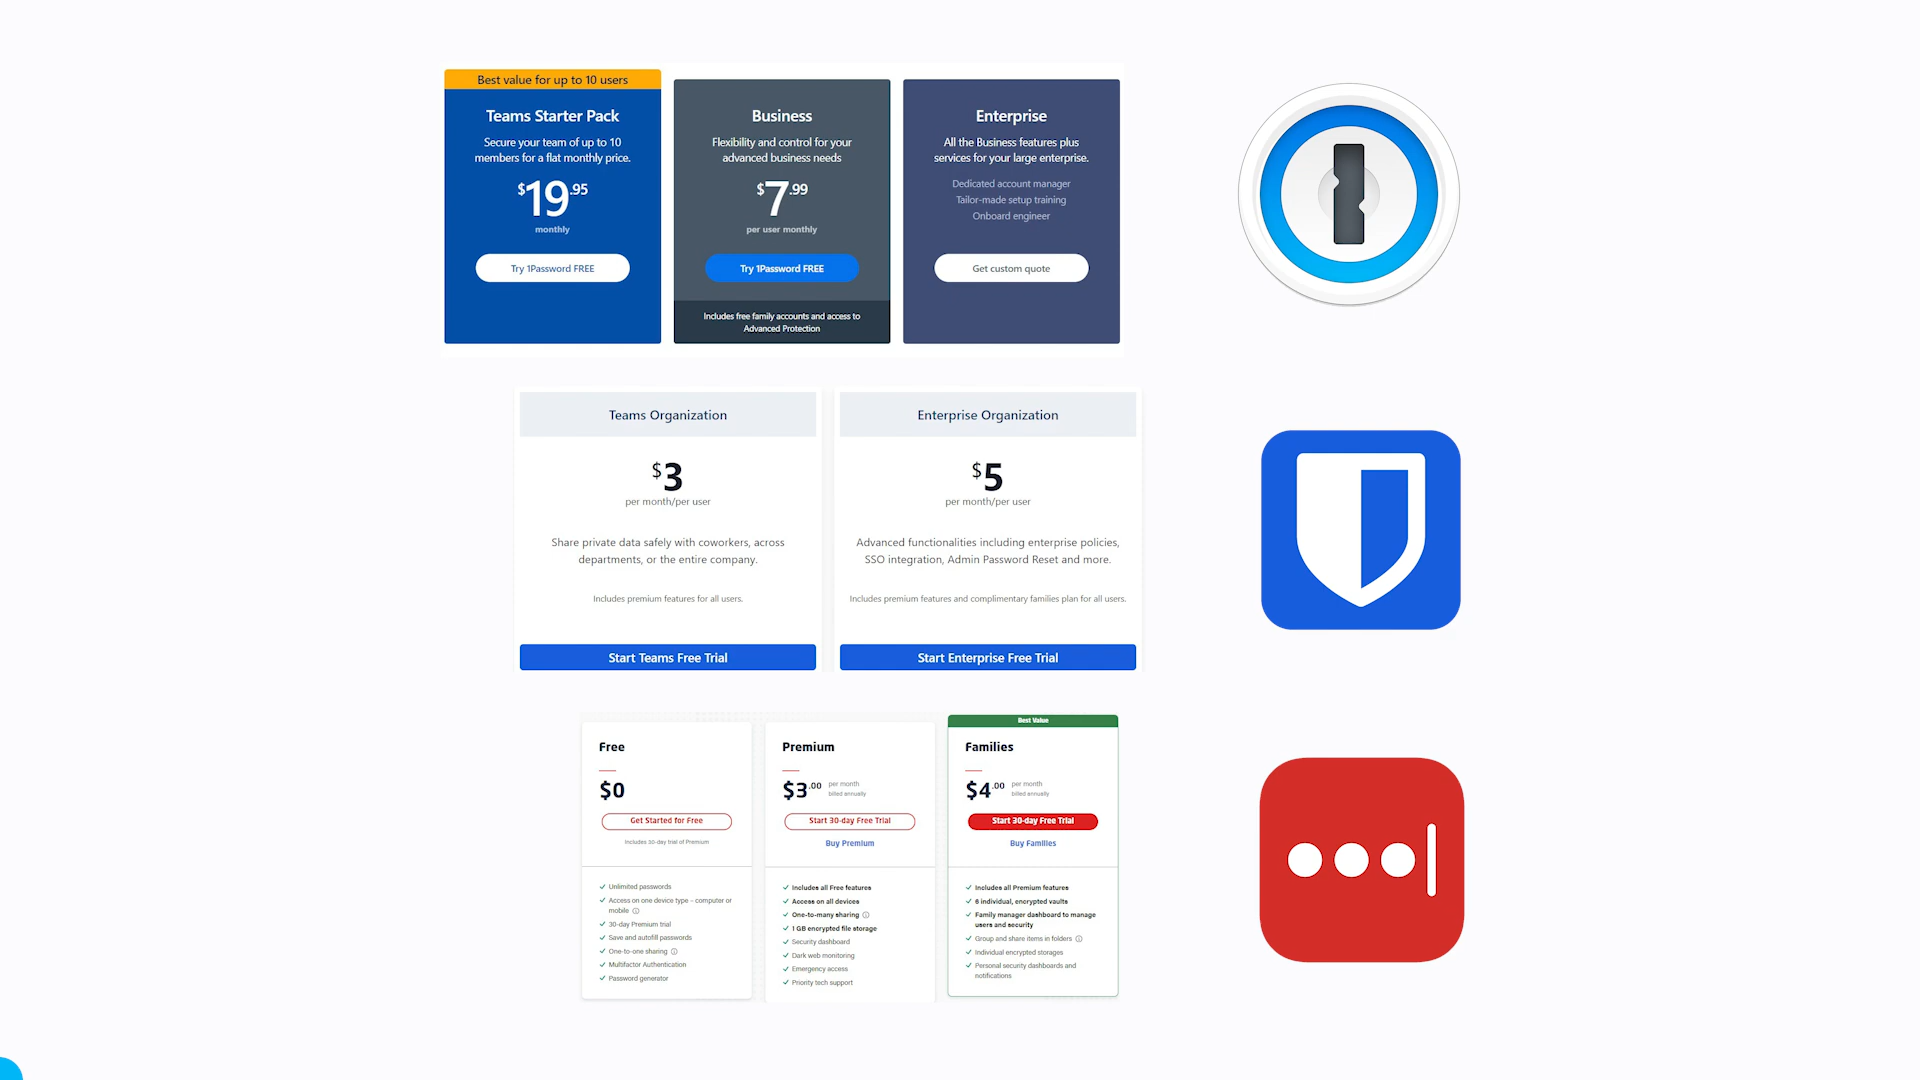 Best value for up to 10 users
Teams Starter Pack
Secure your team of up to 10
members for a flat monthly price.
$19.95
monthly
Try 1Password FREE
Business
Flexibility and control for your
advanced business needs
$7.99
per user monthly
Try 1Password FREE
Includes free family accounts and access to
Advanced Protection
Enterprise
All the Business features plus
services for your large enterprise.
Dedicated account manager
Tailor-made setup training
Onboard engineer
Get custom quote
Teams Organization
$3
per month/per user
Share private data safely with coworkers, across
departments, or the entire company.
Includes premium features for all users.
Start Teams Free Trial
Enterprise Organization
$5
per month/per user
Advanced functionalities including enterprise policies,
SSO integration, Admin Password Reset and more.
Includes premium features and complimentary families plan for all users.
Start Enterprise Free Trial
Free
$0
Get Started for Free
Includes 30-day trial of Premium
Unlimited passwords
Access on one device type – computer or
mobile
30-day Premium trial
Save and autofill passwords
One-to-one sharing
Multifactor Authentication
Password generator
Premium
$3.00 per month
billed annually
Start 30-day Free Trial
Buy Premium
Includes all Free features
Access on all devices
One-to-many sharing
1 GB encrypted file storage
Security dashboard
Dark web monitoring
Emergency access
Priority tech support
Best Value
Families
$4.00 per month
billed annually
Start 30-day Free Trial
Buy Families
Includes all Premium features
6 individual, encrypted vaults
Family manager dashboard to manage
users and security
Group and share items in folders
Individual encrypted storages
Personal security dashboards and
notifications